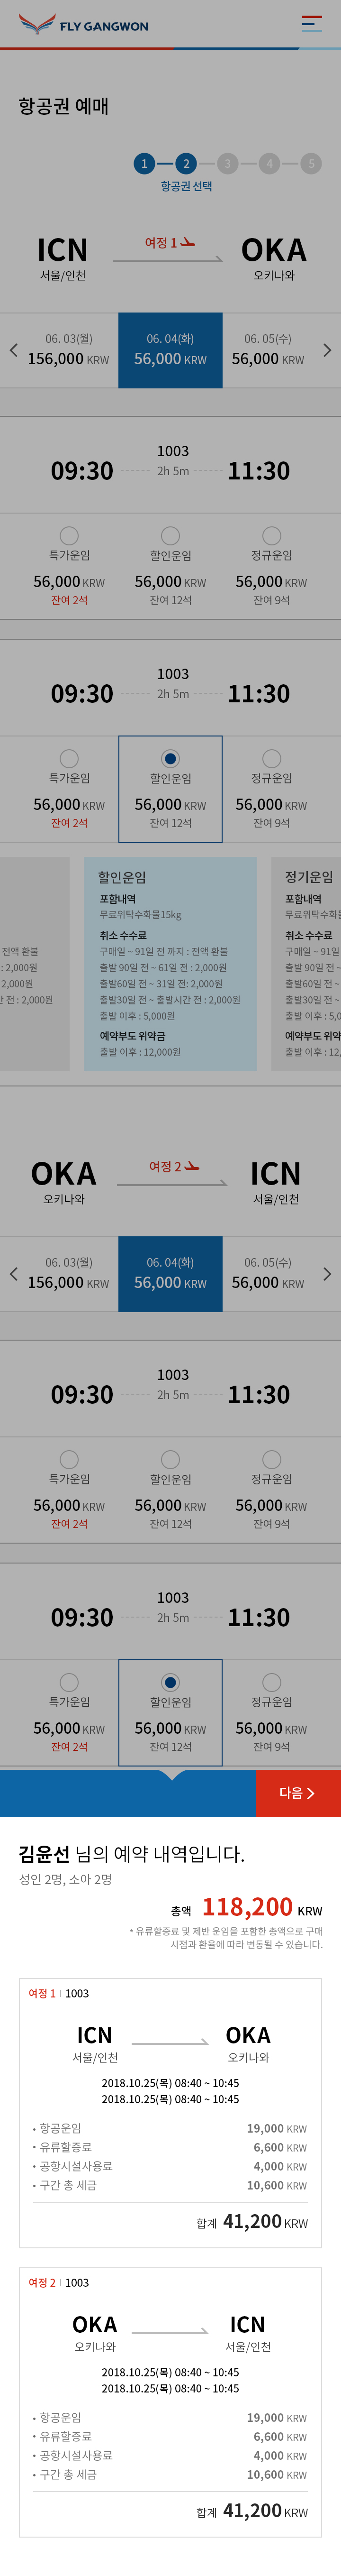 FLY GANGWON
항공권 예매
1 2 3 4 5
항공권 선택
ICN 여정 1 OKA
서울/인천 오키나와
06. 03(월) 06. 04(화) 06. 05(수)
156,000 KRW 56,000 KRW 56,000 KRW
1003
09:30 2h 5m 11:30
특가운임 할인운임 정규운임
56,000 KRW 56,000 KRW 56,000 KRW
잔여 2석 잔여 12석 잔여 9석
1003
09:30 2h 5m 11:30
특가운임 할인운임 정규운임
56,000 KRW 56,000 KRW 56,000 KRW
잔여 2석 잔여 12석 잔여 9석
할인운임 정기운임
포함내역 포함내역
무료위탁수화물15kg 무료위탁수화
취소 수수료 취소 수수료
전액 환불 구매일 ~ 91일 전 까지 : 전액 환불 구매일 ~ 91일
: 2,000원 출발 90일 전 ~ 61일 전 : 2,000원 출발 90일 전 ~
2,000원 출발60일 전 ~ 31일 전: 2,000원 출발60일 전 ~
전 : 2,000원 출발30일 전 ~ 출발시간 전 : 2,000원 출발30일 전 ~
출발 이후 : 5,000원 출발 이후 : 5,0
예약부도 위약금 예약부도 위약
출발 이후 : 12,000원 출발 이후 : 12,
OKA 여정 2 ICN
오키나와 서울/인천
06. 03(월) 06. 04(화) 06. 05(수)
156,000 KRW 56,000 KRW 56,000 KRW
1003
09:30 2h 5m 11:30
특가운임 할인운임 정규운임
56,000 KRW 56,000 KRW 56,000 KRW
잔여 2석 잔여 12석 잔여 9석
1003
09:30 2h 5m 11:30
특가운임 할인운임 정규운임
56,000 KRW 56,000 KRW 56,000 KRW
잔여 2석 잔여 12석 잔여 9석
다음
김윤선 님의 예약 내역입니다.
성인 2명, 소아 2명
총액 118,200 KRW
* 유류할증료 및 제반 운임을 포함한 총액으로 구매
시점과 환율에 따라 변동될 수 있습니다.
여정 1 | 1003
ICN OKA
서울/인천 오키나와
2018.10.25(목) 08:40 ~ 10:45
2018.10.25(목) 08:40 ~ 10:45
• 항공운임 19,000 KRW
• 유류할증료 6,600 KRW
• 공항시설사용료 4,000 KRW
• 구간 총 세금 10,600 KRW
합계 41,200 KRW
여정 2 | 1003
OKA ICN
오키나와 서울/인천
2018.10.25(목) 08:40 ~ 10:45
2018.10.25(목) 08:40 ~ 10:45
• 항공운임 19,000 KRW
• 유류할증료 6,600 KRW
• 공항시설사용료 4,000 KRW
• 구간 총 세금 10,600 KRW
합계 41,200 KRW